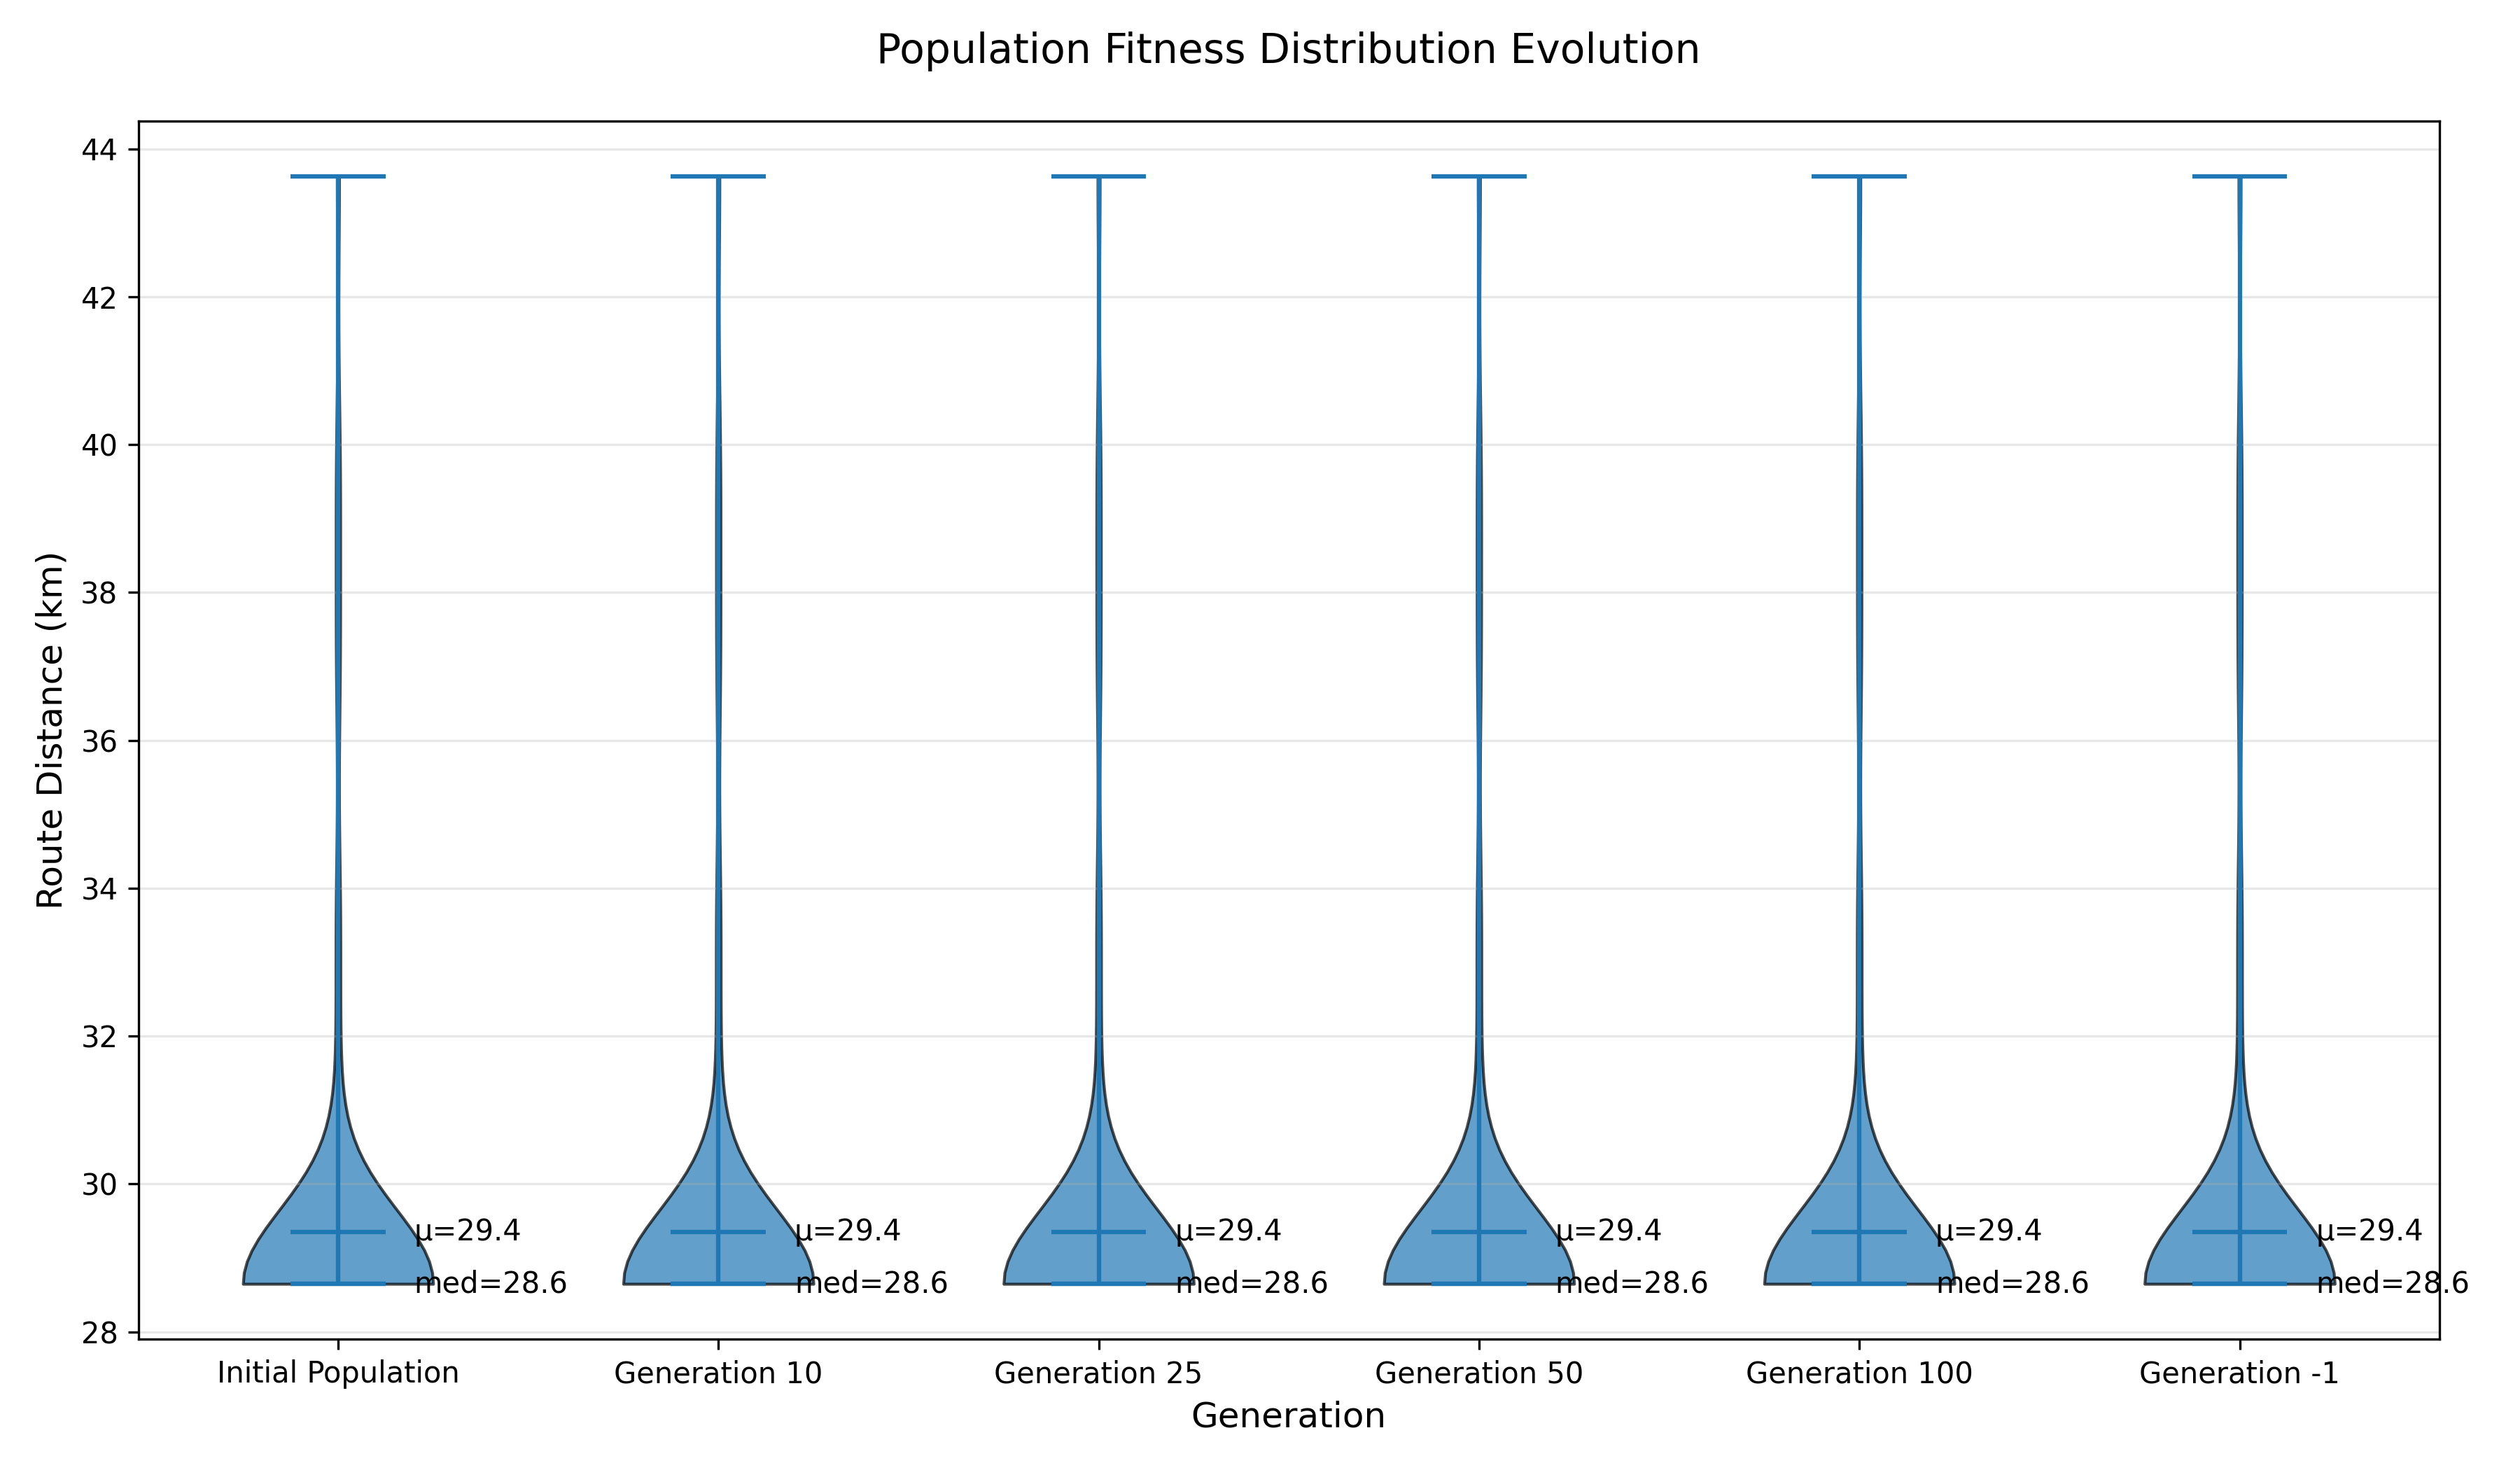 Population Fitness Distribution Evolution
Route Distance (km)
44
42
40
38
36
34
32
30
28
μ=29.4
med=28.6
μ=29.4
med=28.6
μ=29.4
med=28.6
μ=29.4
med=28.6
μ=29.4
med=28.6
μ=29.4
med=28.6
Initial Population
Generation 10
Generation 25
Generation 50
Generation 100
Generation -1
Generation